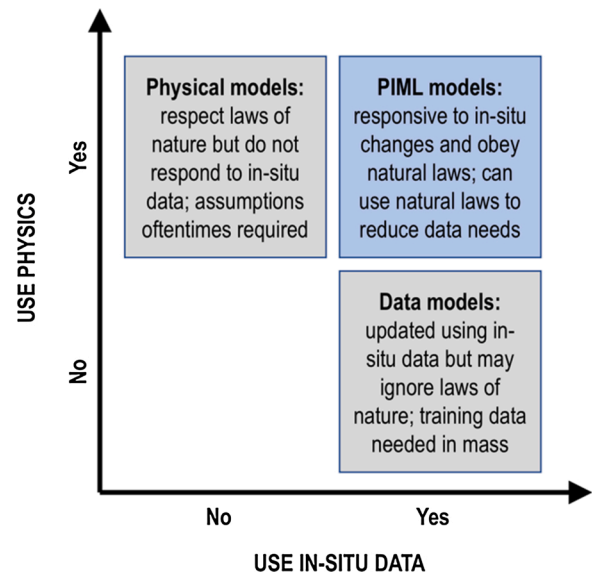 Physical models:
respect laws of
nature but do not
respond to in-situ
data; assumptions
oftentimes required
PIML models:
responsive to in-situ
changes and obey
natural laws; can
use natural laws to
reduce data needs
Data models:
updated using in-
situ data but may
ignore laws of
nature; training data
needed in mass
USE PHYSICS
Yes
No
No
Yes
USE IN-SITU DATA